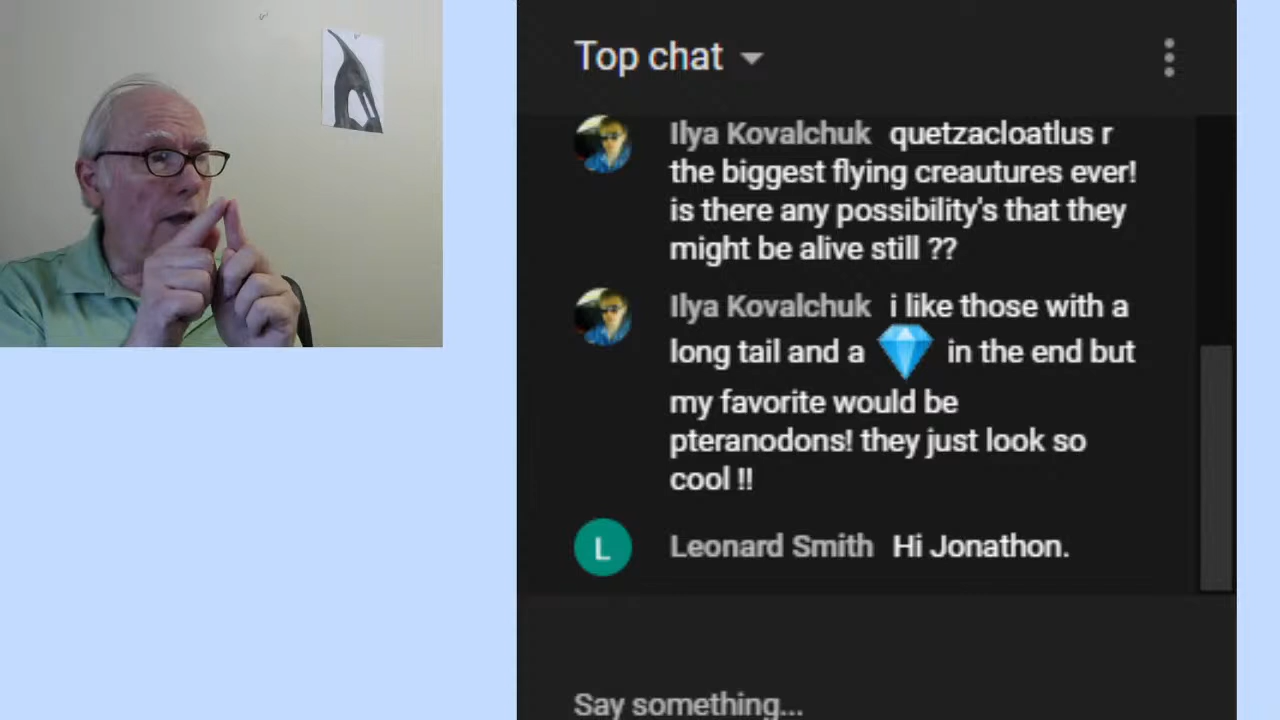 Top chat
Ilya Kovalchuk quetzacloatlus r
the biggest flying creautures ever!
is there any possibility's that they
might be alive still ??
Ilya Kovalchuk i like those with a
long tail and a 💎 in the end but
my favorite would be
pteranodons! they just look so
cool !!
L Leonard Smith Hi Jonathon.
Say something...